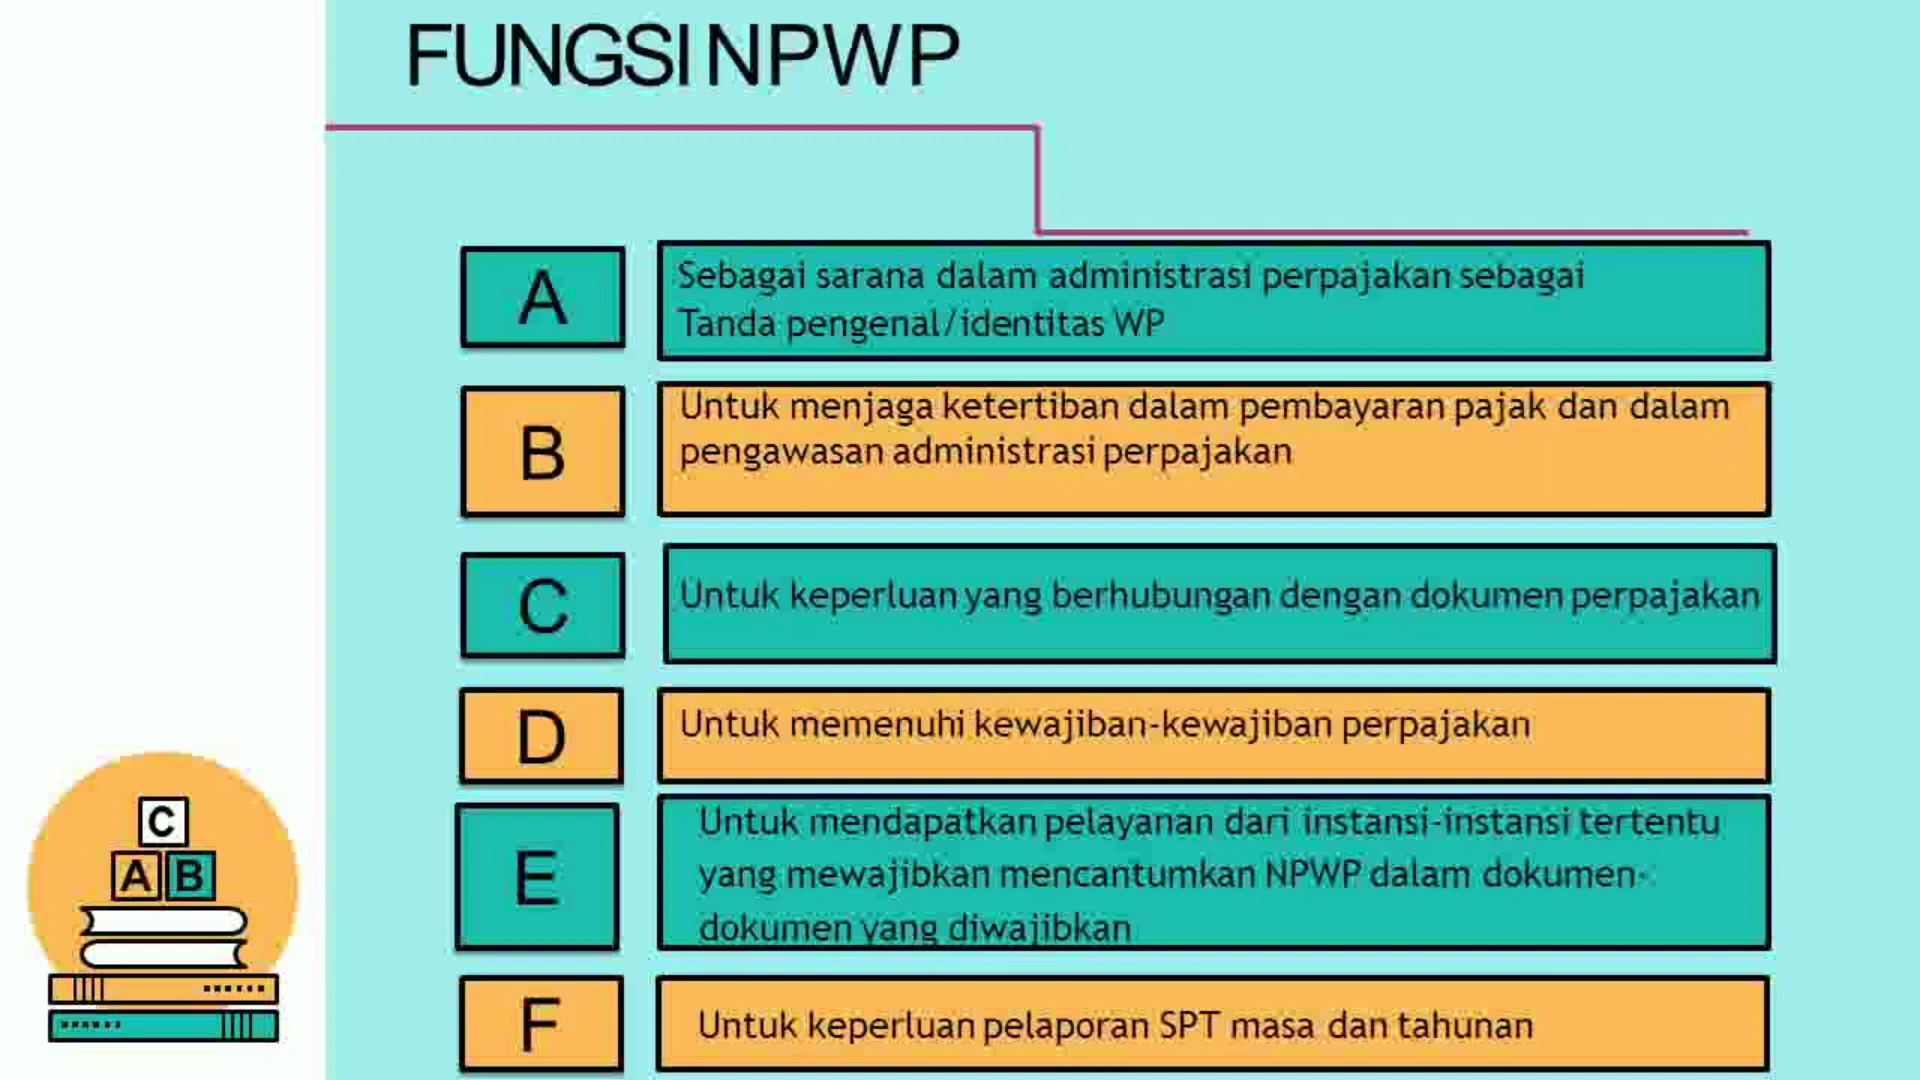 FUNGSI NPWP
A
Sebagai sarana dalam administrasi perpajakan sebagai
Tanda pengenal/identitas WP
B
Untuk menjaga ketertiban dalam pembayaran pajak dan dalam
pengawasan administrasi perpajakan
C
Untuk keperluan yang berhubungan dengan dokumen perpajakan
D
Untuk memenuhi kewajiban-kewajiban perpajakan
E
Untuk mendapatkan pelayanan dari instansi-instansi tertentu
yang mewajibkan mencantumkan NPWP dalam dokumen-
dokumen yang diwajibkan
F
Untuk keperluan pelaporan SPT masa dan tahunan
C
A B